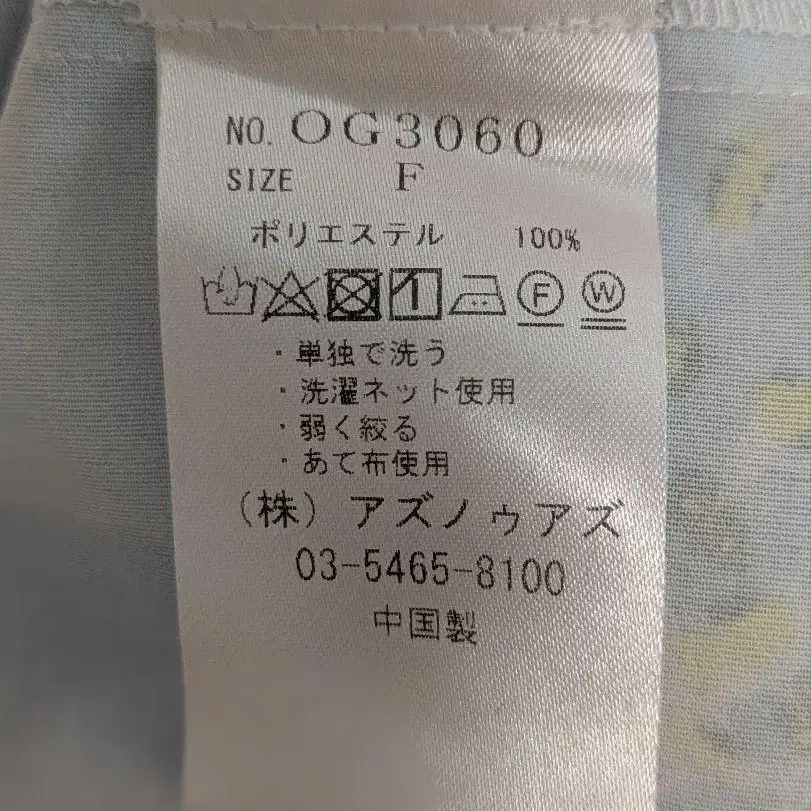 NO. OG3060
SIZE F
ポリエステル 100%
F W
・単独で洗う
・洗濯ネット使用
・弱く絞る
・あて布使用
（株）アズノゥアズ
03-5465-8100
中国製